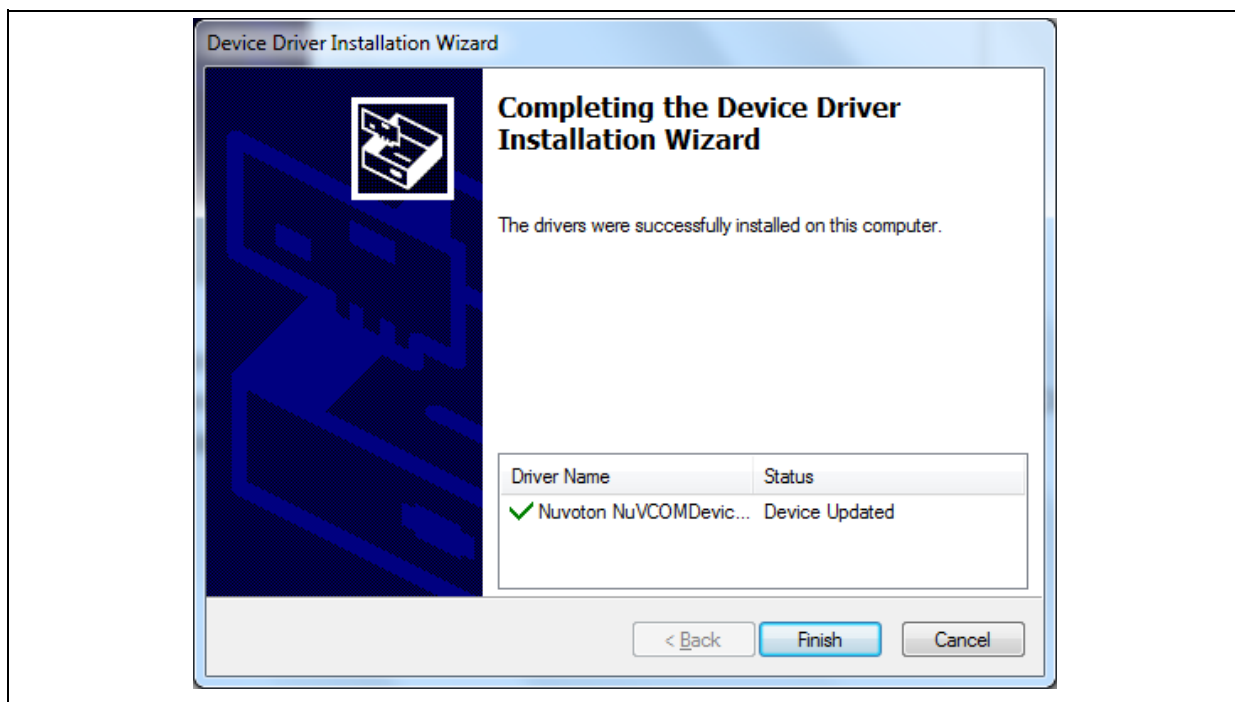 Device Driver Installation Wizard
Completing the Device Driver
Installation Wizard
The drivers were successfully installed on this computer.
Driver Name Status
Nuvoton NuVCOMDevic... Device Updated
< Back Finish Cancel